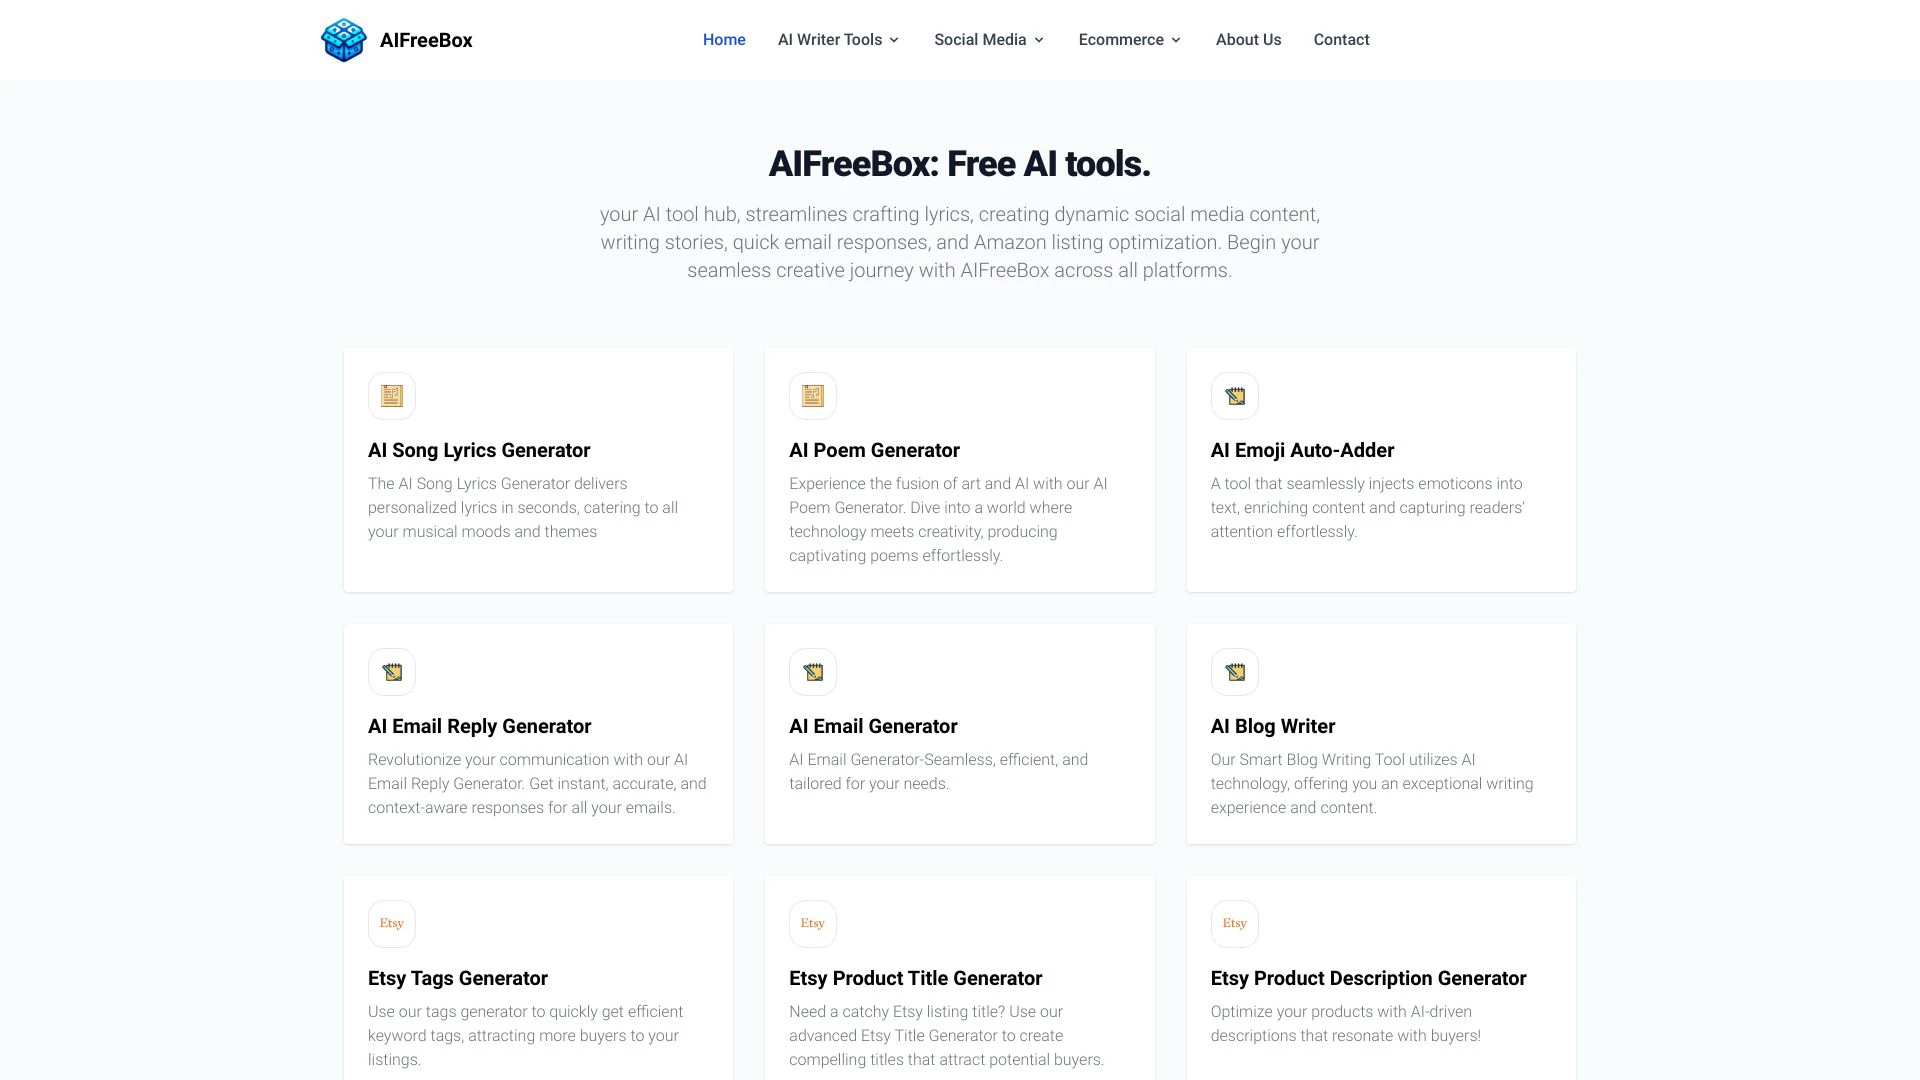 AIFreeBox
Home
AI Writer Tools
Social Media
Ecommerce
About Us
Contact
AIFreeBox: Free AI tools.
your AI tool hub, streamlines crafting lyrics, creating dynamic social media content,
writing stories, quick email responses, and Amazon listing optimization. Begin your
seamless creative journey with AIFreeBox across all platforms.
AI Song Lyrics Generator
The AI Song Lyrics Generator delivers
personalized lyrics in seconds, catering to all
your musical moods and themes
AI Poem Generator
Experience the fusion of art and AI with our AI
Poem Generator. Dive into a world where
technology meets creativity, producing
captivating poems effortlessly.
AI Emoji Auto-Adder
A tool that seamlessly injects emoticons into
text, enriching content and capturing readers'
attention effortlessly.
AI Email Reply Generator
Revolutionize your communication with our AI
Email Reply Generator. Get instant, accurate, and
context-aware responses for all your emails.
AI Email Generator
AI Email Generator-Seamless, efficient, and
tailored for your needs.
AI Blog Writer
Our Smart Blog Writing Tool utilizes AI
technology, offering you an exceptional writing
experience and content.
Etsy
Etsy Tags Generator
Use our tags generator to quickly get efficient
keyword tags, attracting more buyers to your
listings.
Etsy
Etsy Product Title Generator
Need a catchy Etsy listing title? Use our
advanced Etsy Title Generator to create
compelling titles that attract potential buyers.
Etsy
Etsy Product Description Generator
Optimize your products with AI-driven
descriptions that resonate with buyers!